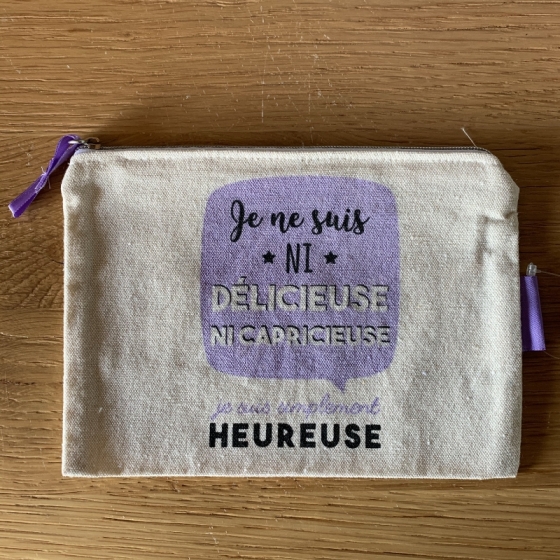 Je ne suis
★ NI ★
DÉLICIEUSE
NI CAPRICIEUSE
je suis simplement
HEUREUSE